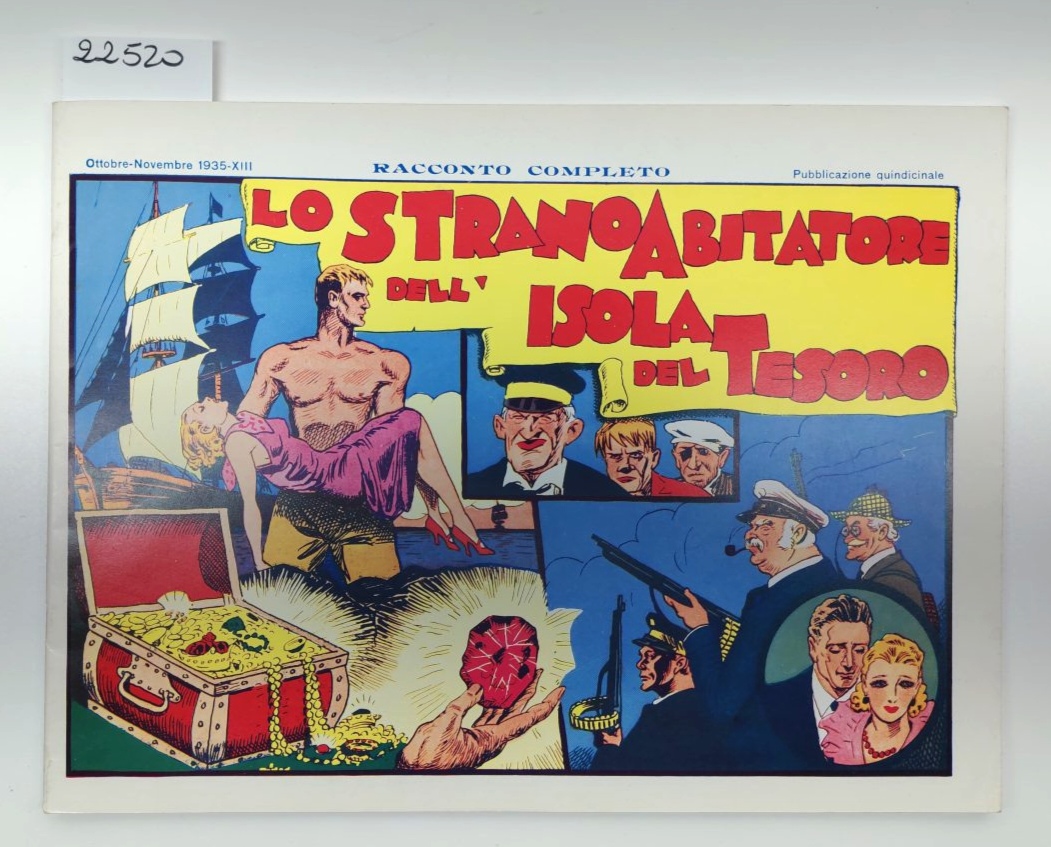 22520
Ottobre-Novembre 1935-XIII
RACCONTO COMPLETO
Pubblicazione quindicinale
LO STRANO ABITATORE
DELL'
ISOLA
DEL TESORO